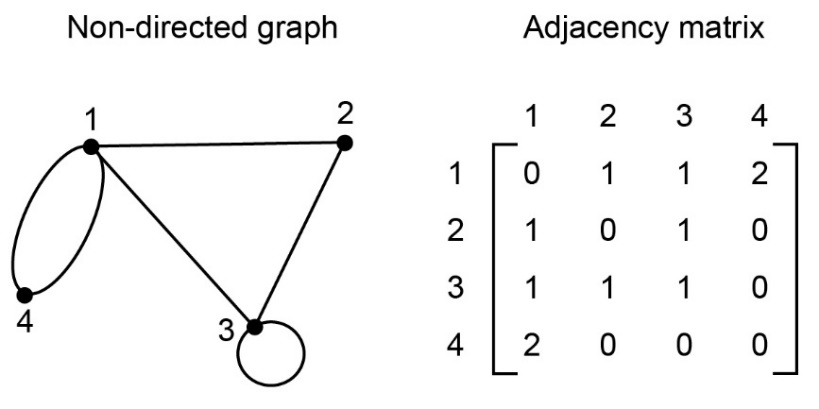 Non-directed graph
1
2
3
4
Adjacency matrix
1 2 3 4
1 0 1 1 2
2 1 0 1 0
3 1 1 1 0
4 2 0 0 0